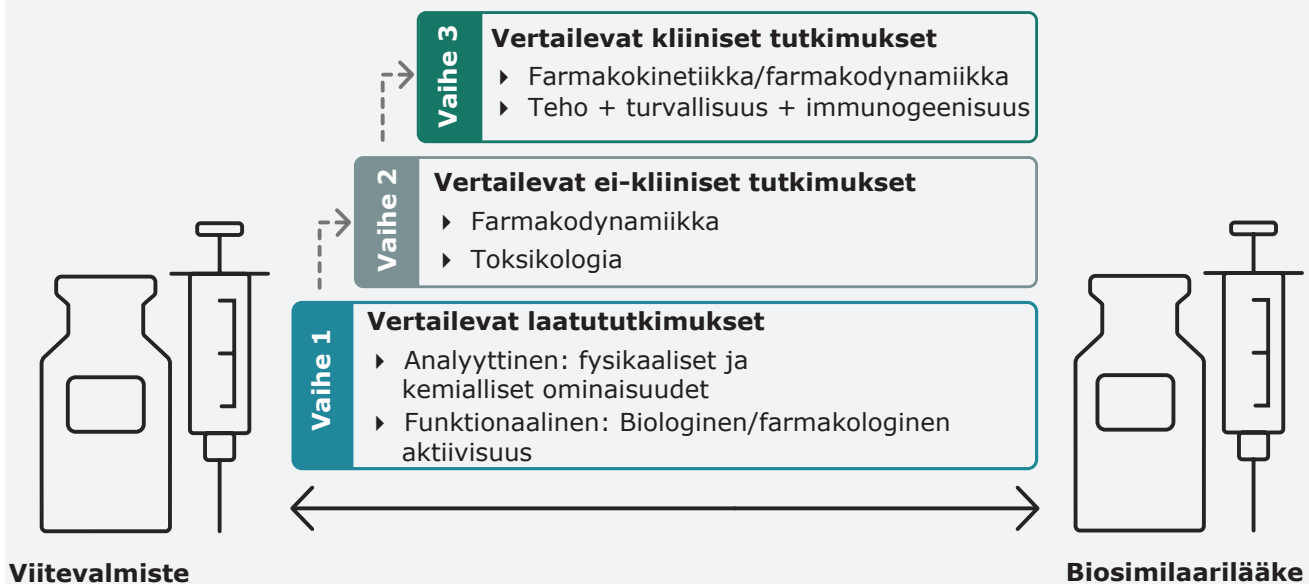 Vaihe 3
Vertailevat kliiniset tutkimukset
‣ Farmakokinetiikka/farmakodynamiikka
‣ Teho + turvallisuus + immunogeenisuus
Vaihe 2
Vertailevat ei-kliiniset tutkimukset
‣ Farmakodynamiikka
‣ Toksikologia
Vaihe 1
Vertailevat laatututkimukset
‣ Analyyttinen: fysikaaliset ja
kemialliset ominaisuudet
‣ Funktionaalinen: Biologinen/farmakologinen
aktiivisuus
Viitevalmiste
Biosimilaarilääke